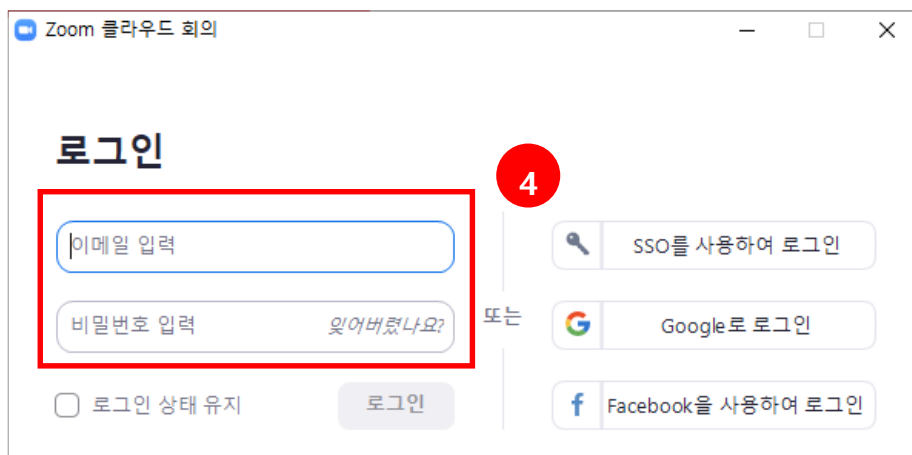 Zoom 클라우드 회의
로그인
4
이메일 입력
비밀번호 입력 잊어버렸나요?
로그인 상태 유지 로그인
또는
SSO를 사용하여 로그인
Google로 로그인
Facebook을 사용하여 로그인